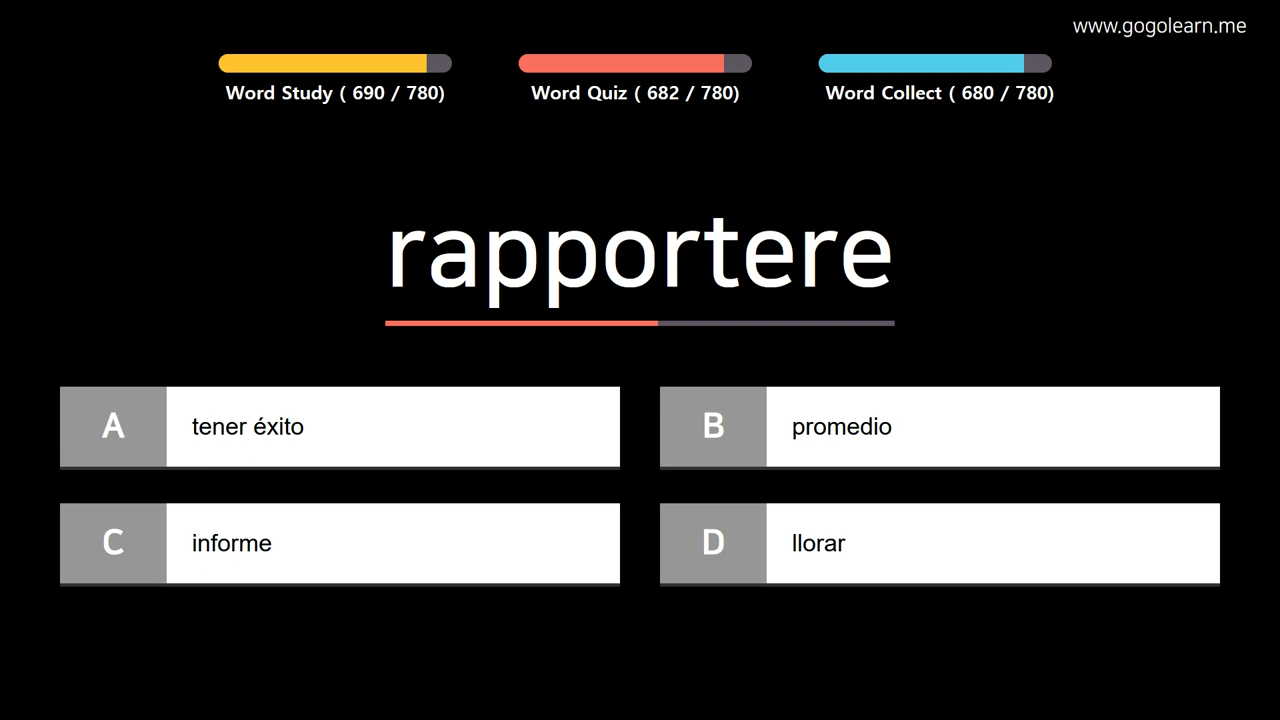 www.gogolearn.me
Word Study ( 690 / 780)
Word Quiz ( 682 / 780)
Word Collect ( 680 / 780)
rapportere
A tener éxito
B promedio
C informe
D llorar